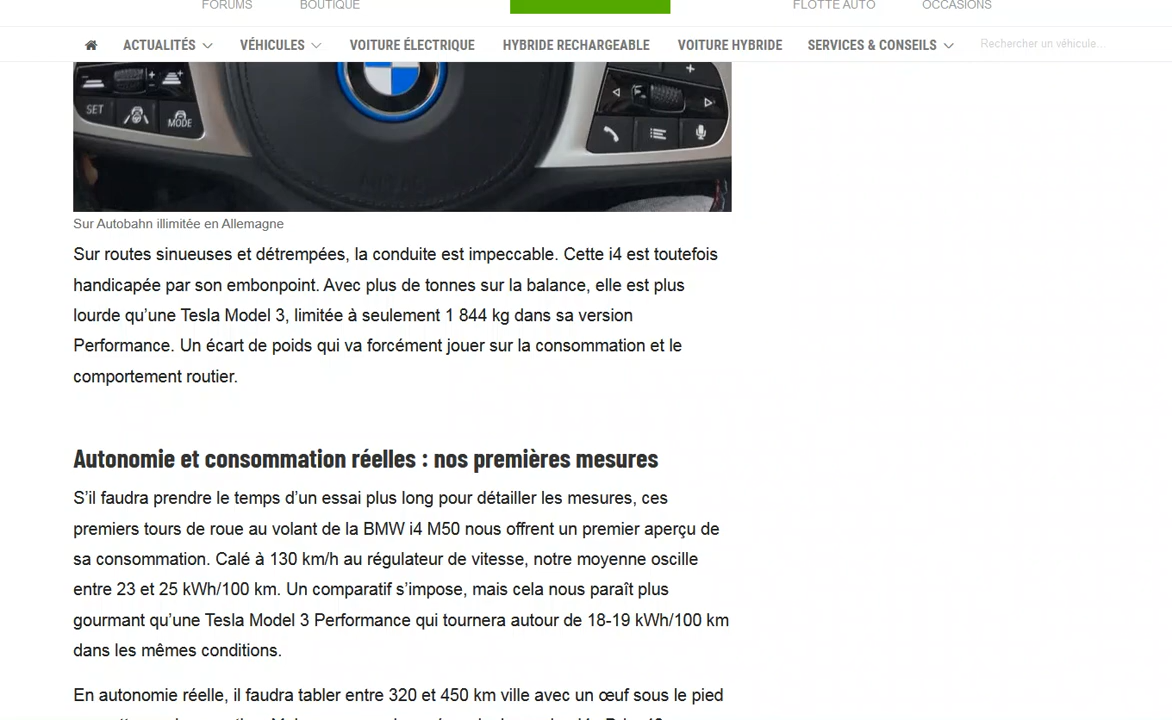 FORUMS BOUTIQUE FLOTTE AUTO OCCASIONS
ACTUALITÉS VÉHICULES VOITURE ÉLECTRIQUE HYBRIDE RECHARGEABLE VOITURE HYBRIDE SERVICES & CONSEILS Rechercher un véhicule...
SET
MODE
Sur Autobahn illimitée en Allemagne
Sur routes sinueuses et détrempées, la conduite est impeccable. Cette i4 est toutefois
handicapée par son embonpoint. Avec plus de tonnes sur la balance, elle est plus
lourde qu’une Tesla Model 3, limitée à seulement 1 844 kg dans sa version
Performance. Un écart de poids qui va forcément jouer sur la consommation et le
comportement routier.
Autonomie et consommation réelles : nos premières mesures
S’il faudra prendre le temps d’un essai plus long pour détailler les mesures, ces
premiers tours de roue au volant de la BMW i4 M50 nous offrent un premier aperçu de
sa consommation. Calé à 130 km/h au régulateur de vitesse, notre moyenne oscille
entre 23 et 25 kWh/100 km. Un comparatif s’impose, mais cela nous paraît plus
gourmant qu’une Tesla Model 3 Performance qui tournera autour de 18-19 kWh/100 km
dans les mêmes conditions.
En autonomie réelle, il faudra tabler entre 320 et 450 km ville avec un œuf sous le pied